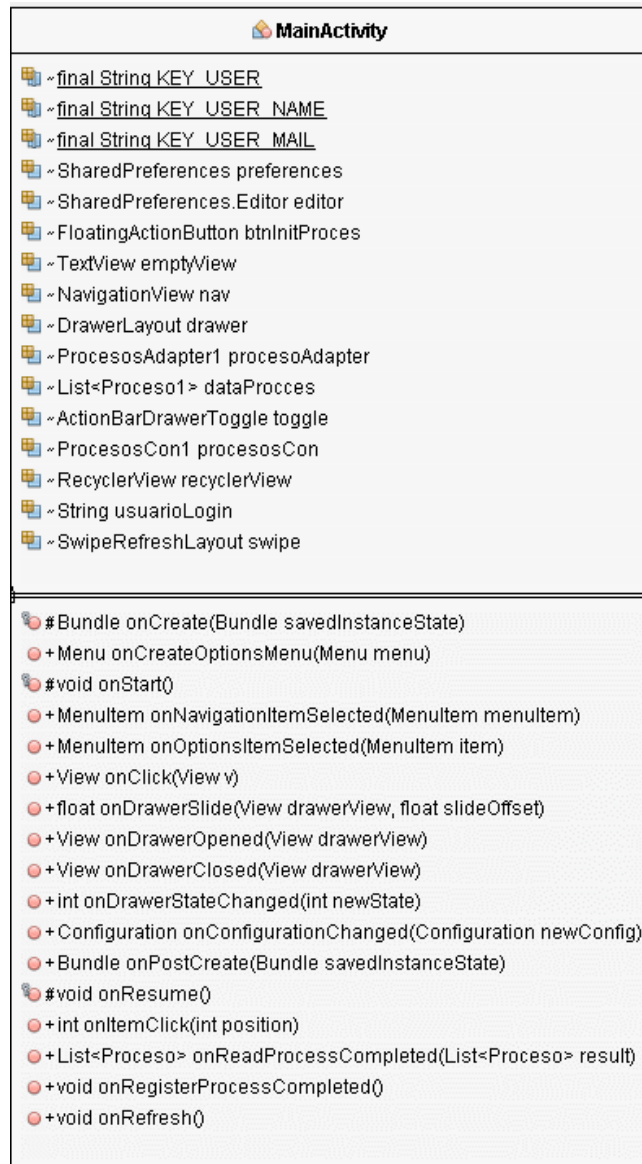 MainActivity
~final String KEY_USER
~final String KEY_USER_NAME
~final String KEY_USER_MAIL
~SharedPreferences preferences
~SharedPreferences.Editor editor
~FloatingActionButton btnInitProces
~TextView emptyView
~NavigationView nav
~DrawerLayout drawer
~ProcesosAdapter1 procesoAdapter
~List<Proceso1> dataProcces
~ActionBarDrawerToggle toggle
~ProcesosCon1 procesosCon
~RecyclerView recyclerView
~String usuarioLogin
~SwipeRefreshLayout swipe
#Bundle onCreate(Bundle savedInstanceState)
+Menu onCreateOptionsMenu(Menu menu)
#void onStart()
+MenuItem onNavigationItemSelected(MenuItem menuItem)
+MenuItem onOptionsItemSelected(MenuItem item)
+View onClick(View v)
+float onDrawerSlide(View drawerView, float slideOffset)
+View onDrawerOpened(View drawerView)
+View onDrawerClosed(View drawerView)
+int onDrawerStateChanged(int newState)
+Configuration onConfigurationChanged(Configuration newConfig)
+Bundle onPostCreate(Bundle savedInstanceState)
#void onResume()
+int onItemClick(int position)
+List<Proceso> onReadProcessCompleted(List<Proceso> result)
+void onRegisterProcessCompleted()
+void onRefresh()